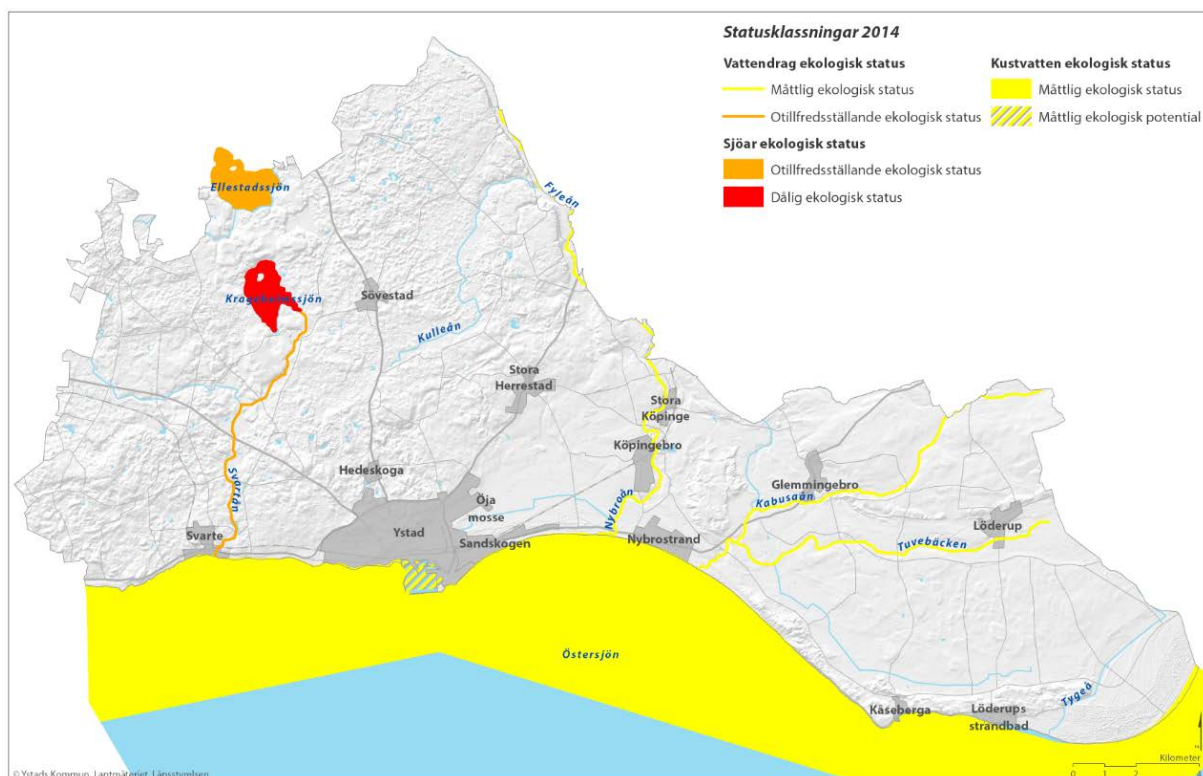 Statusklassningar 2014
Vattendrag ekologisk status
Måttlig ekologisk status
Otillfredsställande ekologisk status
Sjöar ekologisk status
Otillfredsställande ekologisk status
Dålig ekologisk status
Kustvatten ekologisk status
Måttlig ekologisk status
Måttlig ekologisk potential
Ellestadssjön
Fyleån
Krageholmssjön
Sövestad
Kulleån
Stora
Herrestad
Stora
Köpinge
Köpingebro
Svartån
Hedeskoga
Öja
mosse
Glemmingebro
Kabusaån
Svarte
Ystad
Sandskogen
Nybroån
Nybrostrand
Löderup
Tuvebäcken
Östersjön
Kåseberga
Löderups
strandbad
Tygeå
Kilometer
0 1 2 4
© Ystads Kommun, Lantmäteriet, Länsstyrelsen